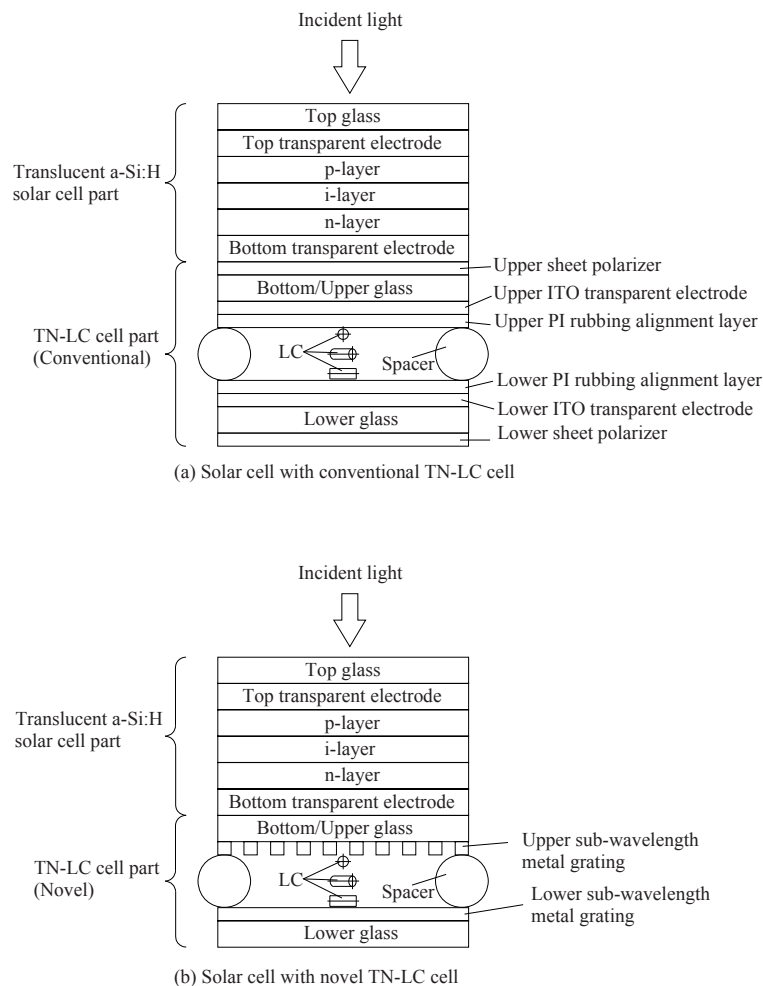 Incident light
Top glass
Top transparent electrode
Translucent a-Si:H
solar cell part
p-layer
i-layer
n-layer
Bottom transparent electrode
Upper sheet polarizer
Bottom/Upper glass
Upper ITO transparent electrode
Upper PI rubbing alignment layer
TN-LC cell part
(Conventional)
LC
Spacer
Lower PI rubbing alignment layer
Lower ITO transparent electrode
Lower glass
Lower sheet polarizer
(a) Solar cell with conventional TN-LC cell
Incident light
Top glass
Top transparent electrode
Translucent a-Si:H
solar cell part
p-layer
i-layer
n-layer
Bottom transparent electrode
Bottom/Upper glass
Upper sub-wavelength
metal grating
TN-LC cell part
(Novel)
LC
Spacer
Lower sub-wavelength
metal grating
Lower glass
(b) Solar cell with novel TN-LC cell